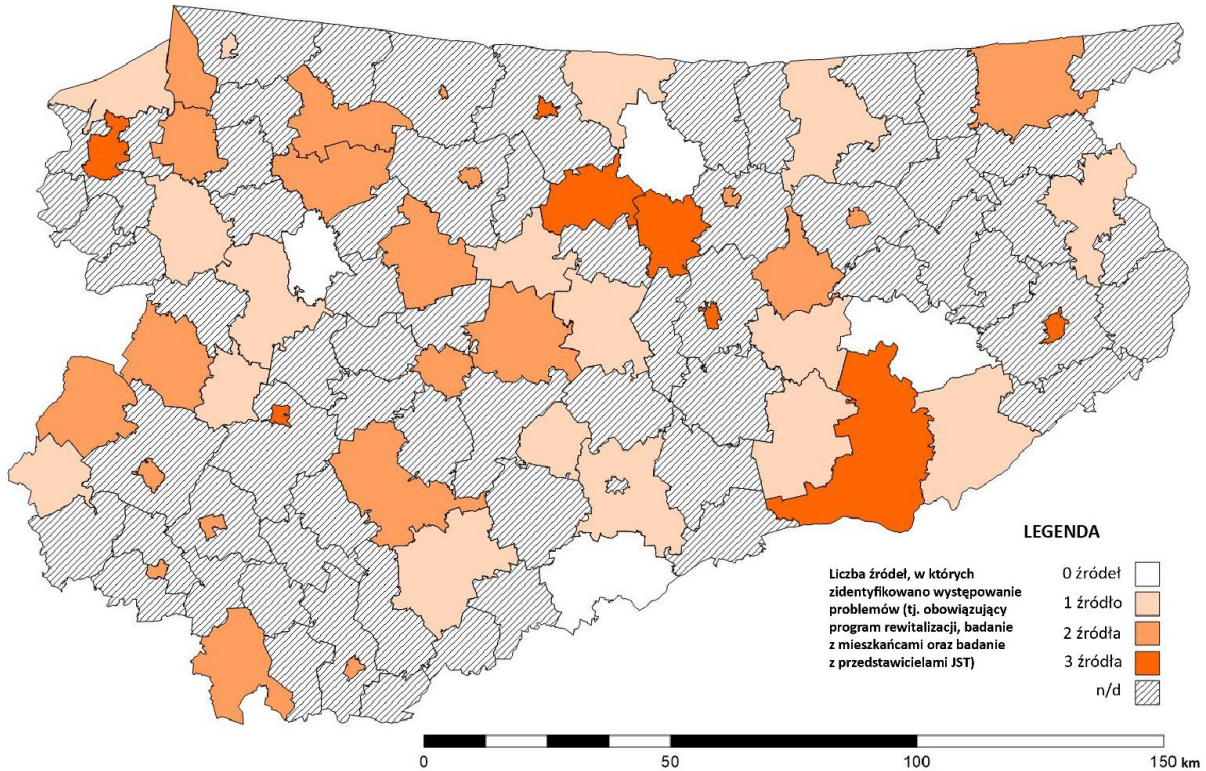 LEGENDA
Liczba źródeł, w których
zidentyfikowano występowanie
problemów (tj. obowiązujący
program rewitalizacji, badanie
z mieszkańcami oraz badanie
z przedstawicielami JST)
0 źródeł
1 źródło
2 źródła
3 źródła
n/d
0 50 100 150 km